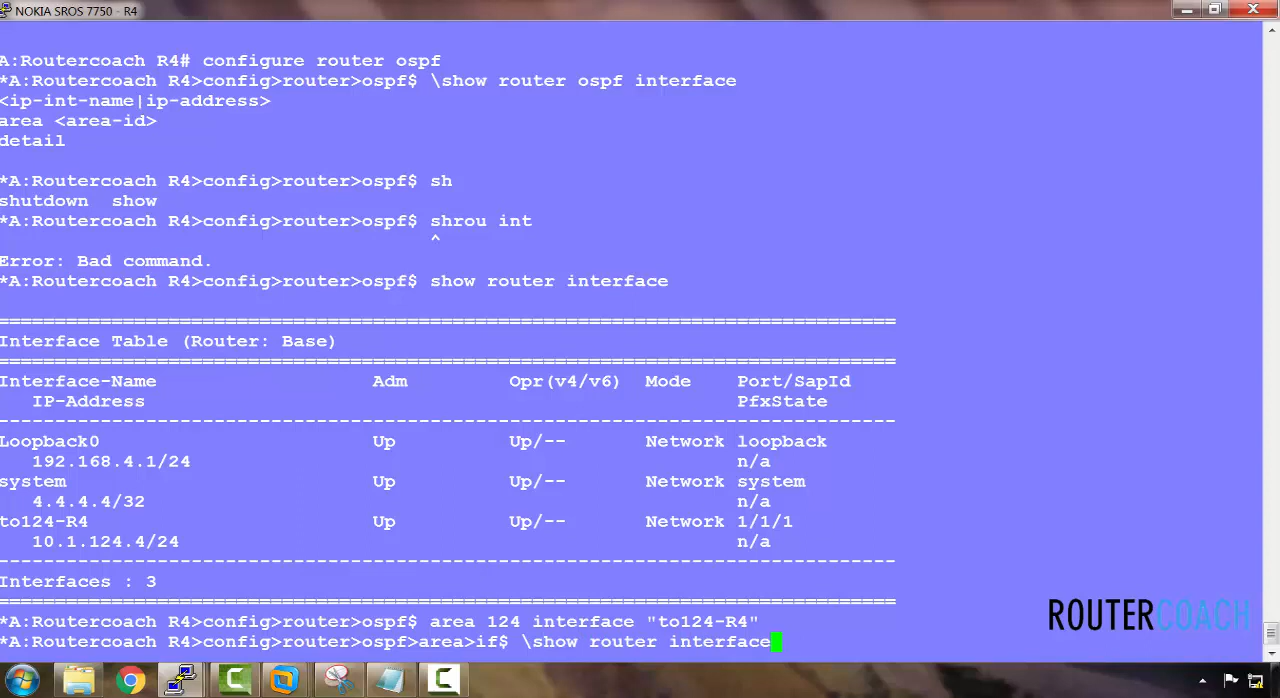 NOKIA SROS 7750 - R4
A:Routercoach R4# configure router ospf
*A:Routercoach R4>config>router>ospf$ \show router ospf interface
<ip-int-name|ip-address>
area <area-id>
detail
*A:Routercoach R4>config>router>ospf$ sh
shutdown  show
*A:Routercoach R4>config>router>ospf$ shrou int
^
Error: Bad command.
*A:Routercoach R4>config>router>ospf$ show router interface
===============================================================================
Interface Table (Router: Base)
===============================================================================
Interface-Name                   Adm         Opr(v4/v6)  Mode    Port/SapId
   IP-Address                                                    PfxState
-------------------------------------------------------------------------------
Loopback0                        Up          Up/--       Network loopback
   192.168.4.1/24                                                n/a
system                           Up          Up/--       Network system
   4.4.4.4/32                                                    n/a
to124-R4                         Up          Up/--       Network 1/1/1
   10.1.124.4/24                                                 n/a
-------------------------------------------------------------------------------
Interfaces : 3
===============================================================================
*A:Routercoach R4>config>router>ospf$ area 124 interface "to124-R4"
*A:Routercoach R4>config>router>ospf>area>if$ \show router interface
ROUTERCOACH